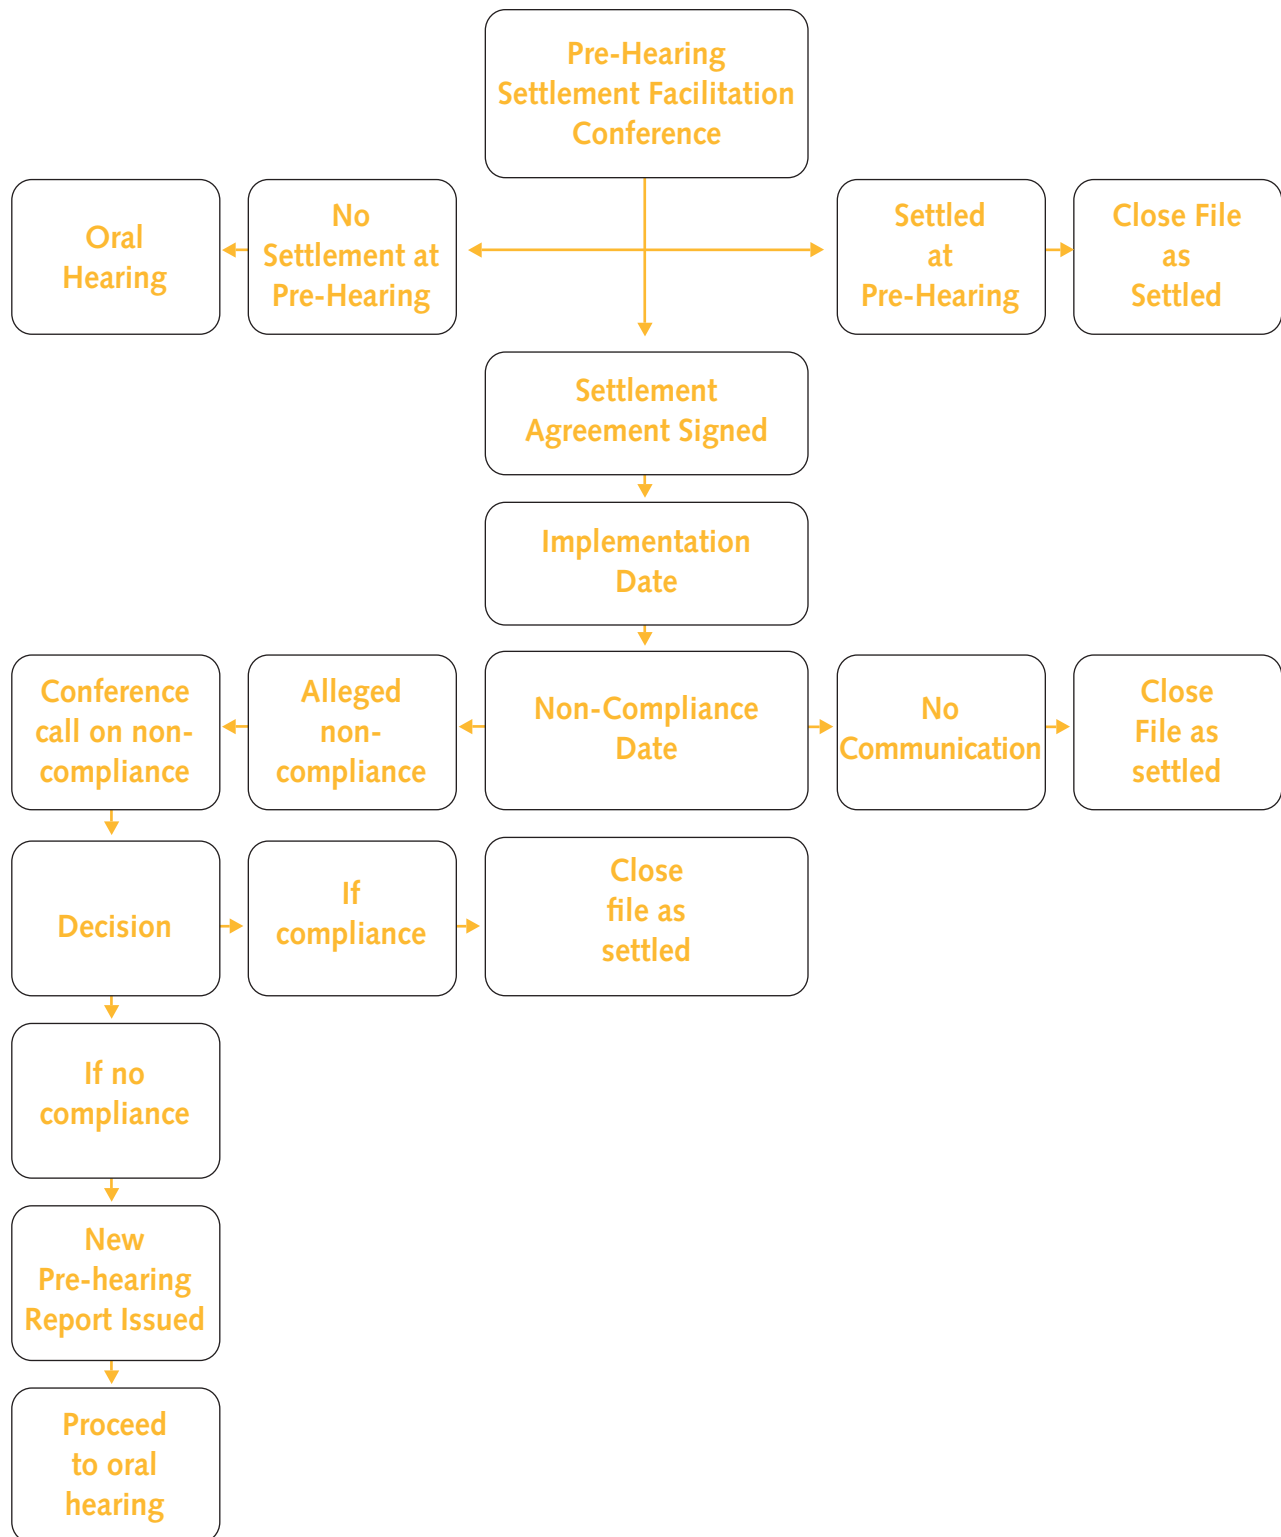 Pre-Hearing
Settlement Facilitation
Conference
Oral
Hearing
No
Settlement at
Pre-Hearing
Settled
at
Pre-Hearing
Close File
as
Settled
Settlement
Agreement Signed
Implementation
Date
Conference
call on non-
compliance
Alleged
non-
compliance
Non-Compliance
Date
No
Communication
Close
File as
settled
Decision
If
compliance
Close
file as
settled
If no
compliance
New
Pre-hearing
Report Issued
Proceed
to oral
hearing